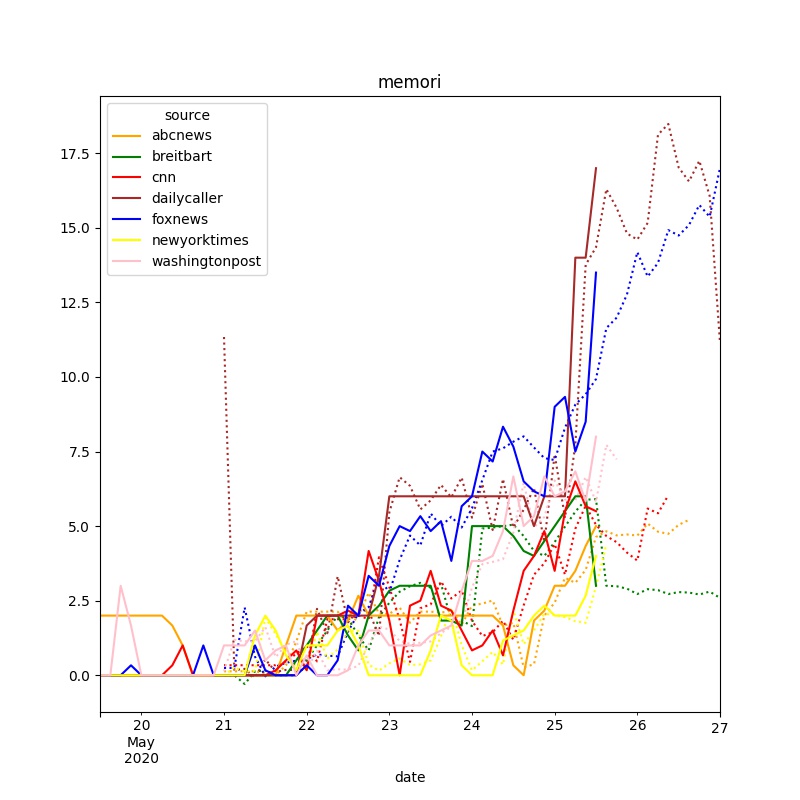 memori
source
abcnews
breitbart
cnn
dailycaller
foxnews
newyorktimes
washingtonpost
17.5
15.0
12.5
10.0
7.5
5.0
2.5
0.0
20 21 22 23 24 25 26 27
May
2020
date